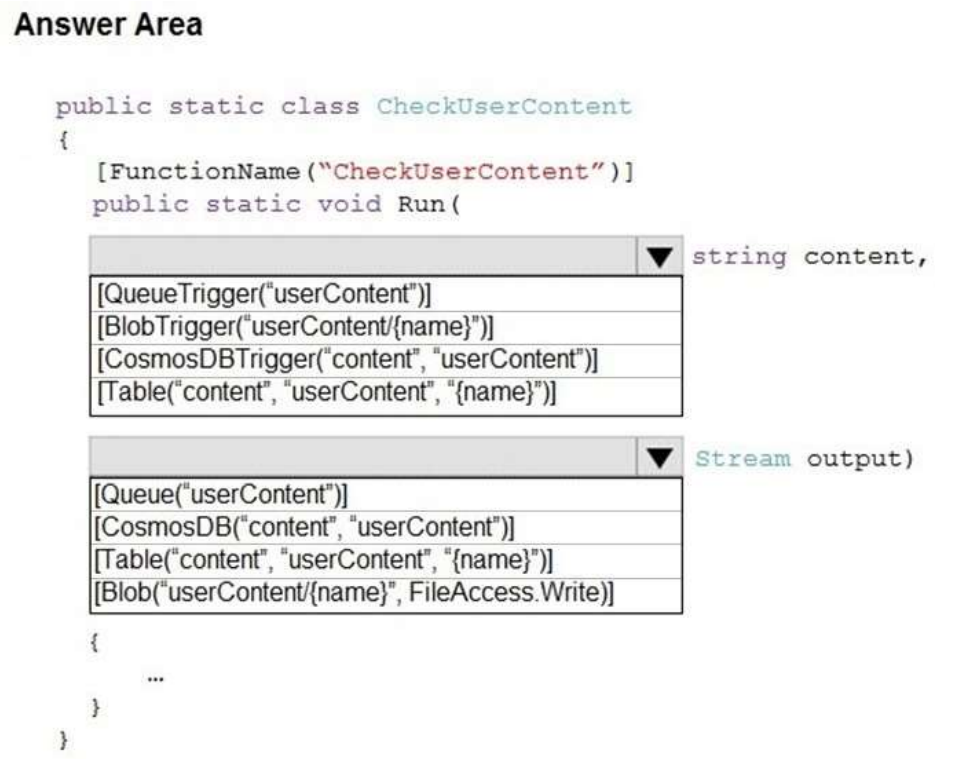 Answer Area
public static class CheckUserContent
{
[FunctionName("CheckUserContent")]
public static void Run(
▼ string content,
[QueueTrigger("userContent")]
[BlobTrigger("userContent/{name}")]
[CosmosDBTrigger("content", "userContent")]
[Table("content", "userContent", "{name}")]
▼ Stream output)
[Queue("userContent")]
[CosmosDB("content", "userContent")]
[Table("content", "userContent", "{name}")]
[Blob("userContent/{name}", FileAccess.Write)]
{
...
}
}